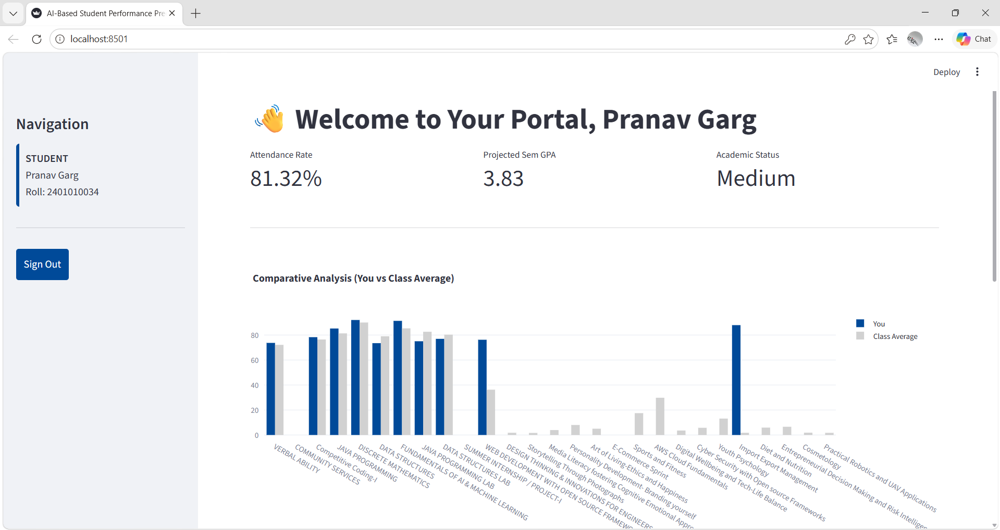 AI-Based Student Performance Pre
localhost:8501
Chat
Deploy
Navigation
STUDENT
Pranav Garg
Roll: 2401010034
Sign Out
👋 Welcome to Your Portal, Pranav Garg
Attendance Rate
81.32%
Projected Sem GPA
3.83
Academic Status
Medium
Comparative Analysis (You vs Class Average)
You
Class Average
80
60
40
20
0
VERBAL ABILITY
COMMUNITY SERVICES
Competitive Coding-I
JAVA PROGRAMMING
DISCRETE MATHEMATICS
DATA STRUCTURES
FUNDAMENTALS OF AI & MACHINE LEARNING
JAVA PROGRAMMING LAB
DATA STRUCTURES LAB
SUMMER INTERNSHIP / PROJECT-I
WEB DEVELOPMENT WITH OPEN SOURCE FRAMEWO
DESIGN THINKING & INNOVATIONS FOR ENGINEERS
Storytelling Through Photographs
Media Literacy fostering Cognitive Emotional Appro
Personality Development- Branding yourself
Art of Living-Ethics and Happiness
E-Commerce Sprint
Sports and Fitness
AWS Cloud Fundamentals
Digital Wellbeing and Tech-Life Balance
Cyber Security with Open source Frameworks
Youth Psychology
Import Export Management
Diet and Nutrition
Entrepreneurial Decision Making and Risk Intellige
Cosmetology
Practical Robotics and UAV Applications